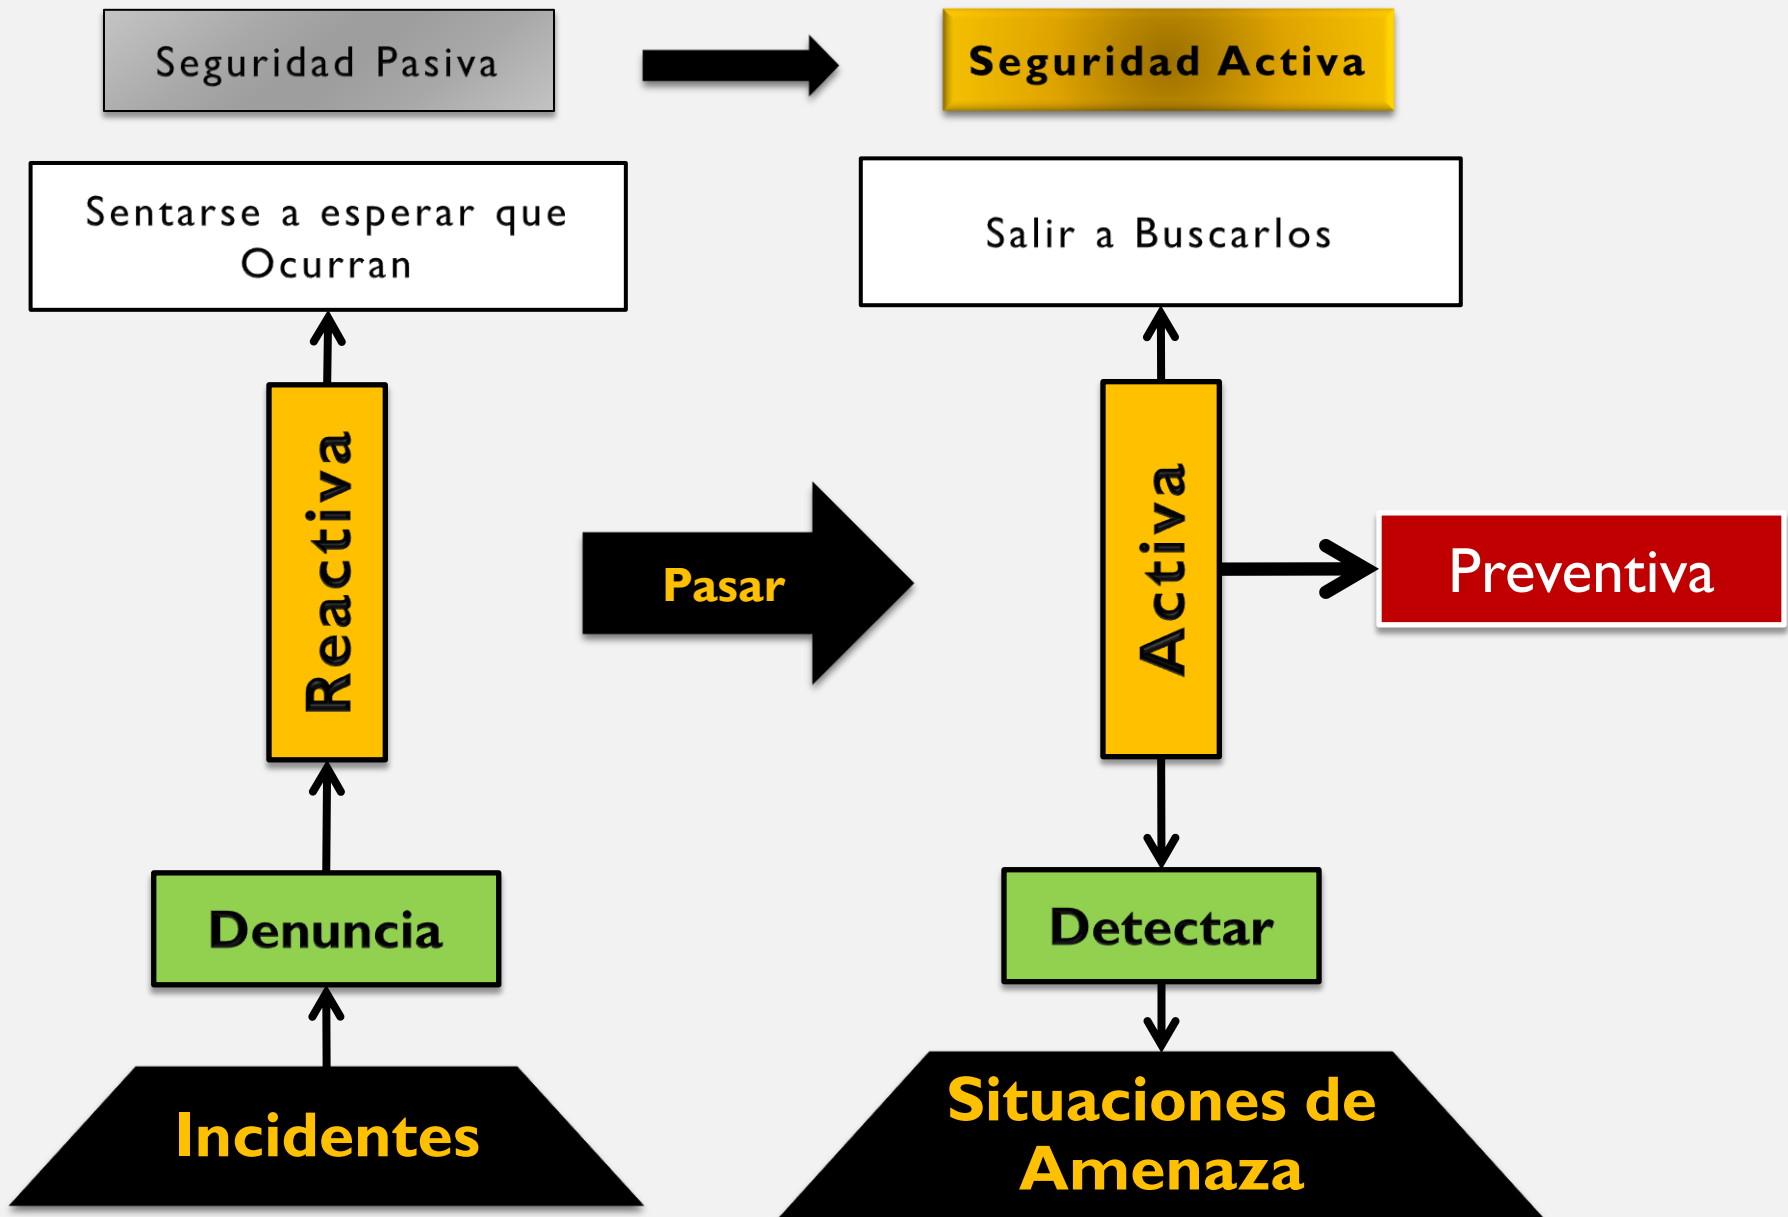 Seguridad Pasiva
Seguridad Activa
Sentarse a esperar que
Ocurran
Salir a Buscarlos
Reactiva
Pasar
Activa
Preventiva
Denuncia
Detectar
Incidentes
Situaciones de
Amenaza